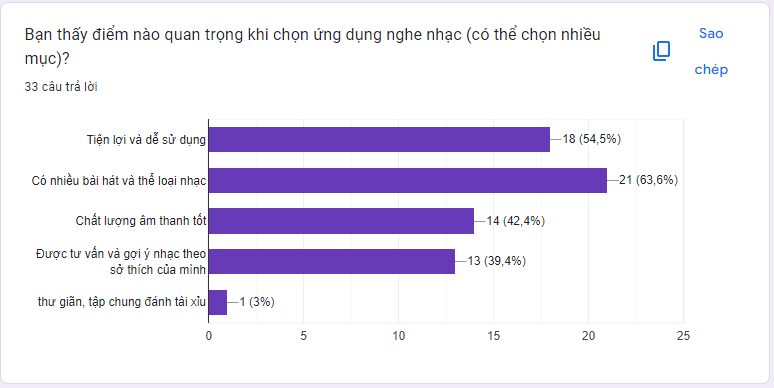 Bạn thấy điểm nào quan trọng khi chọn ứng dụng nghe nhạc (có thể chọn nhiều
mục)?
Sao
chép
33 câu trả lời
Tiện lợi và dễ sử dụng
18 (54,5%)
Có nhiều bài hát và thể loại nhạc
21 (63,6%)
Chất lượng âm thanh tốt
14 (42,4%)
Được tư vấn và gợi ý nhạc theo
sở thích của mình
13 (39,4%)
thư giãn, tập chung đánh tài xỉu
1 (3%)
0 5 10 15 20 25